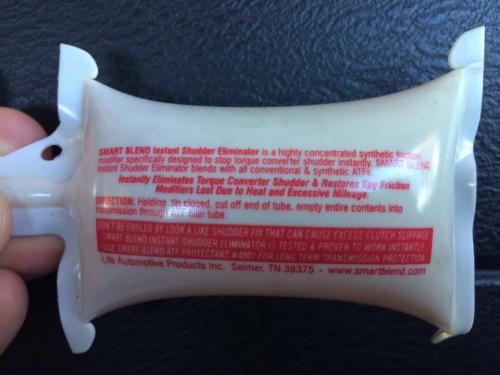 SMART BLEND Instant Shudder Eliminator is a highly concentrated synthetic friction
modifier specifically designed to stop torque converter shudder instantly. SMART BLEND
Instant Shudder Eliminator blends with all conventional & synthetic ATFs.
Instantly Eliminates Torque Converter Shudder & Restores Key Friction
Modifiers Lost Due to Heat and Excessive Mileage.
DIRECTION: Holding, tip closed, cut off end of tube, empty entire contents into
transmission through ATF filler tube.
DON'T BE FOOLED BY LOOK A LIKE SHUDDER FIX THAT CAN CAUSE EXCESS CLUTCH SLIPPAGE
SMART BLEND INSTANT SHUDDER ELIMINATOR IS TESTED & PROVEN TO WORK INSTANTLY
*USE SMART BLEND ATF PROTECTANT #4001 FOR LONG TERM TRANSMISSION PROTECTION
Life Automotive Products Inc. Selmer, TN 38375 - www.smartblend.com